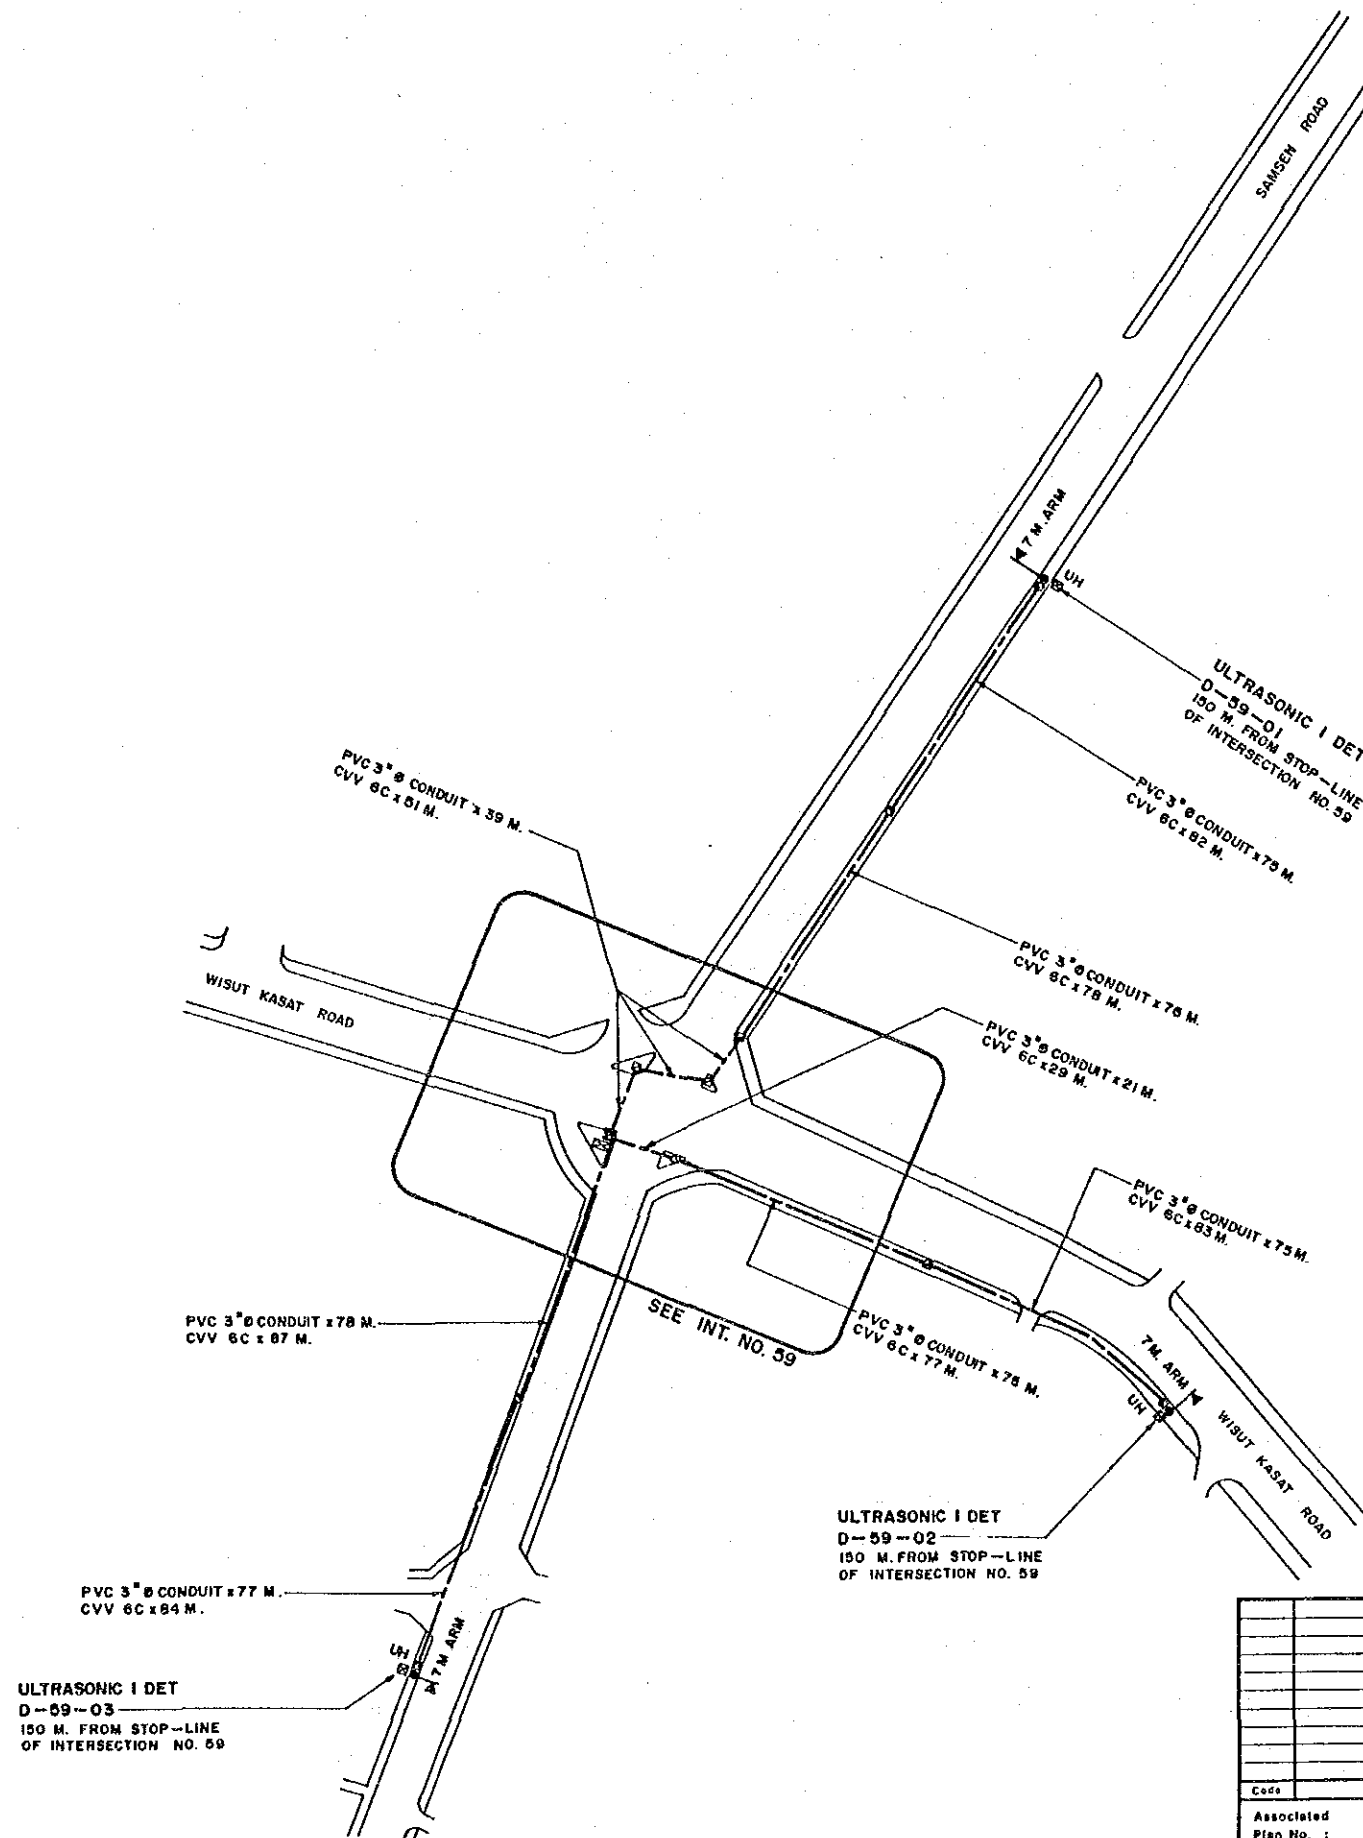 SAMSEN ROAD
7 M. ARM
UH
ULTRASONIC 1 DET
D-59-01
150 M. FROM STOP-LINE
OF INTERSECTION NO. 59
PVC 3"Ø CONDUIT x 75 M.
CVV 6C x 82 M.
PVC 3"Ø CONDUIT x 39 M.
CVV 6C x 51 M.
PVC 3"Ø CONDUIT x 76 M.
CVV 6C x 78 M.
WISUT KASAT ROAD
PVC 3"Ø CONDUIT x 21 M.
CVV 6C x 29 M.
PVC 3"Ø CONDUIT x 75 M.
CVV 6C x 83 M.
SEE INT. NO. 59
PVC 3"Ø CONDUIT x 78 M.
CVV 6C x 87 M.
PVC 3"Ø CONDUIT x 76 M.
CVV 6C x 77 M.
7M. ARM
UH
WISUT KASAT ROAD
ULTRASONIC 1 DET
D-59-02
150 M. FROM STOP-LINE
OF INTERSECTION NO. 59
PVC 3"Ø CONDUIT x 77 M.
CVV 6C x 84 M.
UH
7 M ARM
ULTRASONIC 1 DET
D-59-03
150 M. FROM STOP-LINE
OF INTERSECTION NO. 59
Code
Associated
Plan No. :